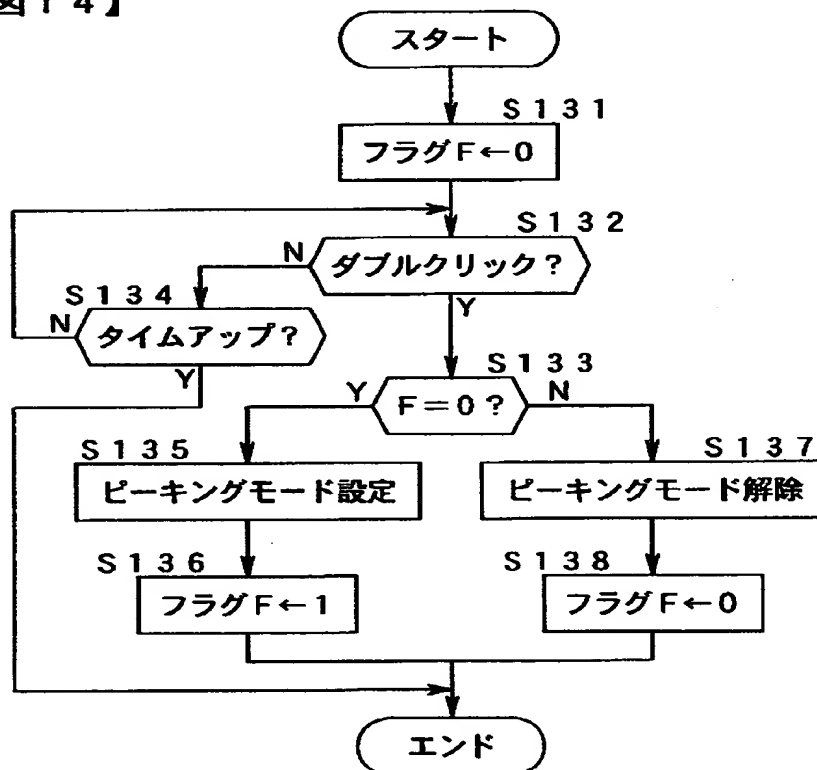 図14】
スタート
S131
フラグF←0
S132
ダブルクリック?
N
Y
S134
タイムアップ?
N
Y
S133
F=0?
Y
N
S135
ピーキングモード設定
S137
ピーキングモード解除
S136
フラグF←1
S138
フラグF←0
エンド